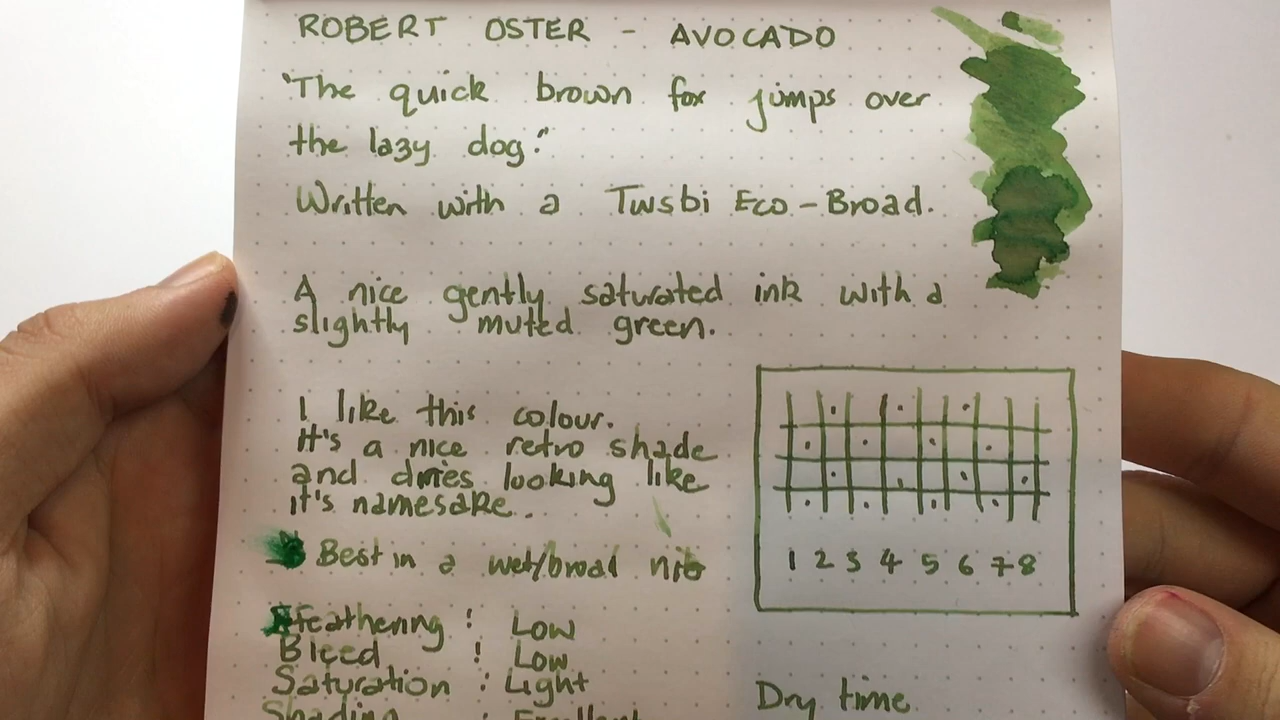 ROBERT OSTER - AVOCADO
"The quick brown fox jumps over
the lazy dog."
Written with a Twsbi Eco - Broad.
A nice gently saturated ink with a
slightly muted green.
I like this colour.
It's a nice retro shade
and dries looking like
it's namesake.
Best in a wet/broad nib
1 2 3 4 5 6 7 8
Feathering : Low
Bleed : Low
Saturation : Light
Shading : Excellent
Dry time